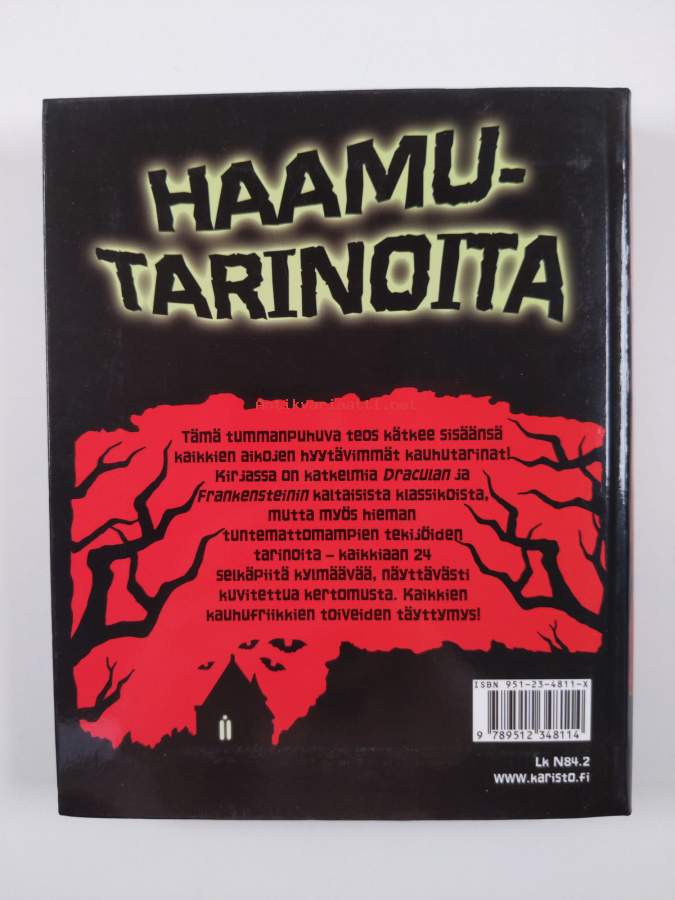 HAAMU-
TARINOITA
Antikvariaatti.net
Tämä tummanpuhuva teos kätkee sisäänsä
kaikkien aikojen hyytävimmät kauhutarinat!
Kirjassa on katkelmia Draculan ja
Frankensteinin kaltaisista klassikoista,
mutta myös hieman
tuntemattomampien tekijöiden
tarinoita – kaikkiaan 24
selkäpiitä kylmäävää, näyttävästi
kuvitettua kertomusta. Kaikkien
kauhufriikkien toiveiden täyttymys!
ISBN 951-23-4811-X
9 789512 348114
Lk N84.2
www.karisto.fi